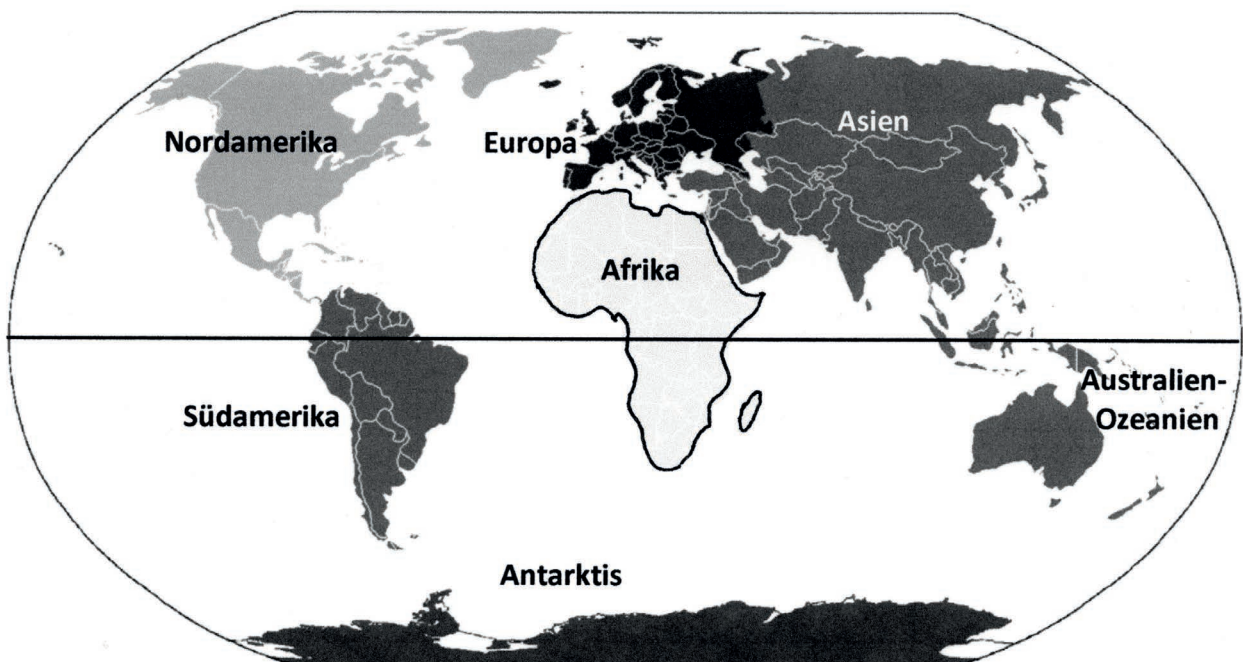 Nordamerika
Europa
Asien
Afrika
Südamerika
Australien-
Ozeanien
Antarktis